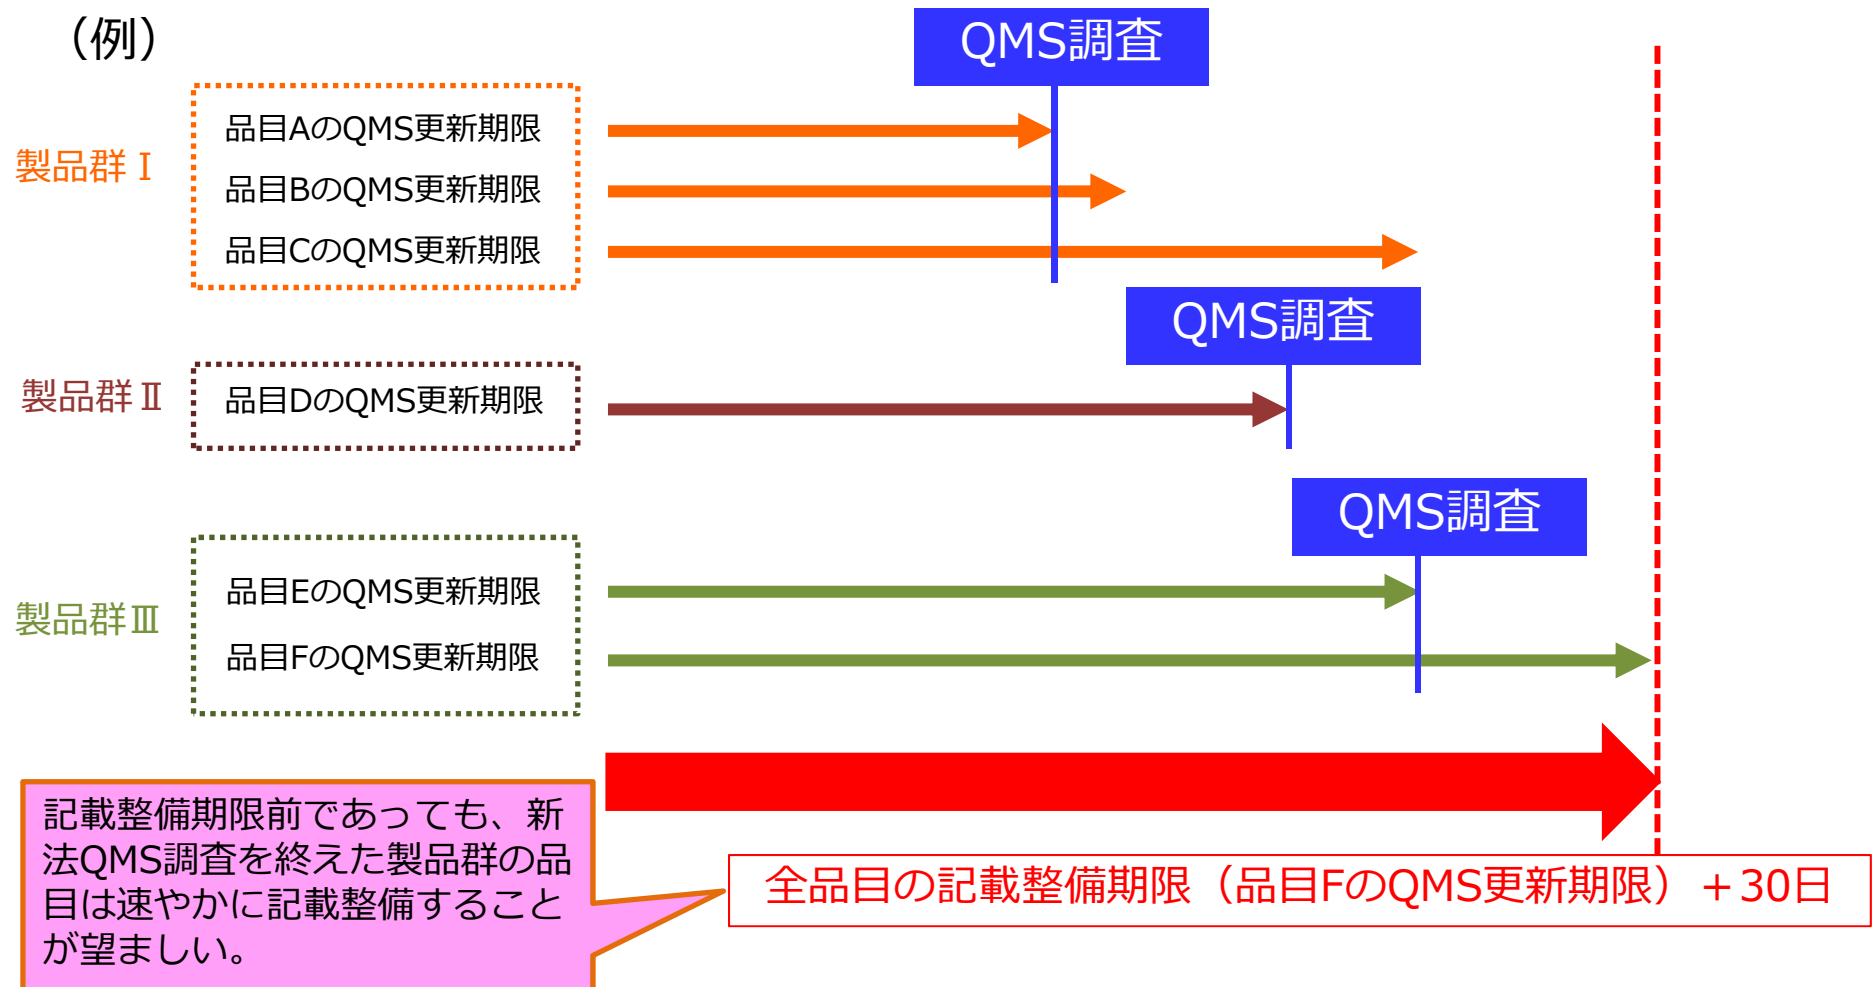 （例）
QMS調査
製品群Ⅰ
品目AのQMS更新期限
品目BのQMS更新期限
品目CのQMS更新期限
QMS調査
製品群Ⅱ
品目DのQMS更新期限
QMS調査
製品群Ⅲ
品目EのQMS更新期限
品目FのQMS更新期限
記載整備期限前であっても、新
法QMS調査を終えた製品群の品
目は速やかに記載整備すること
が望ましい。
全品目の記載整備期限（品目FのQMS更新期限）＋30日